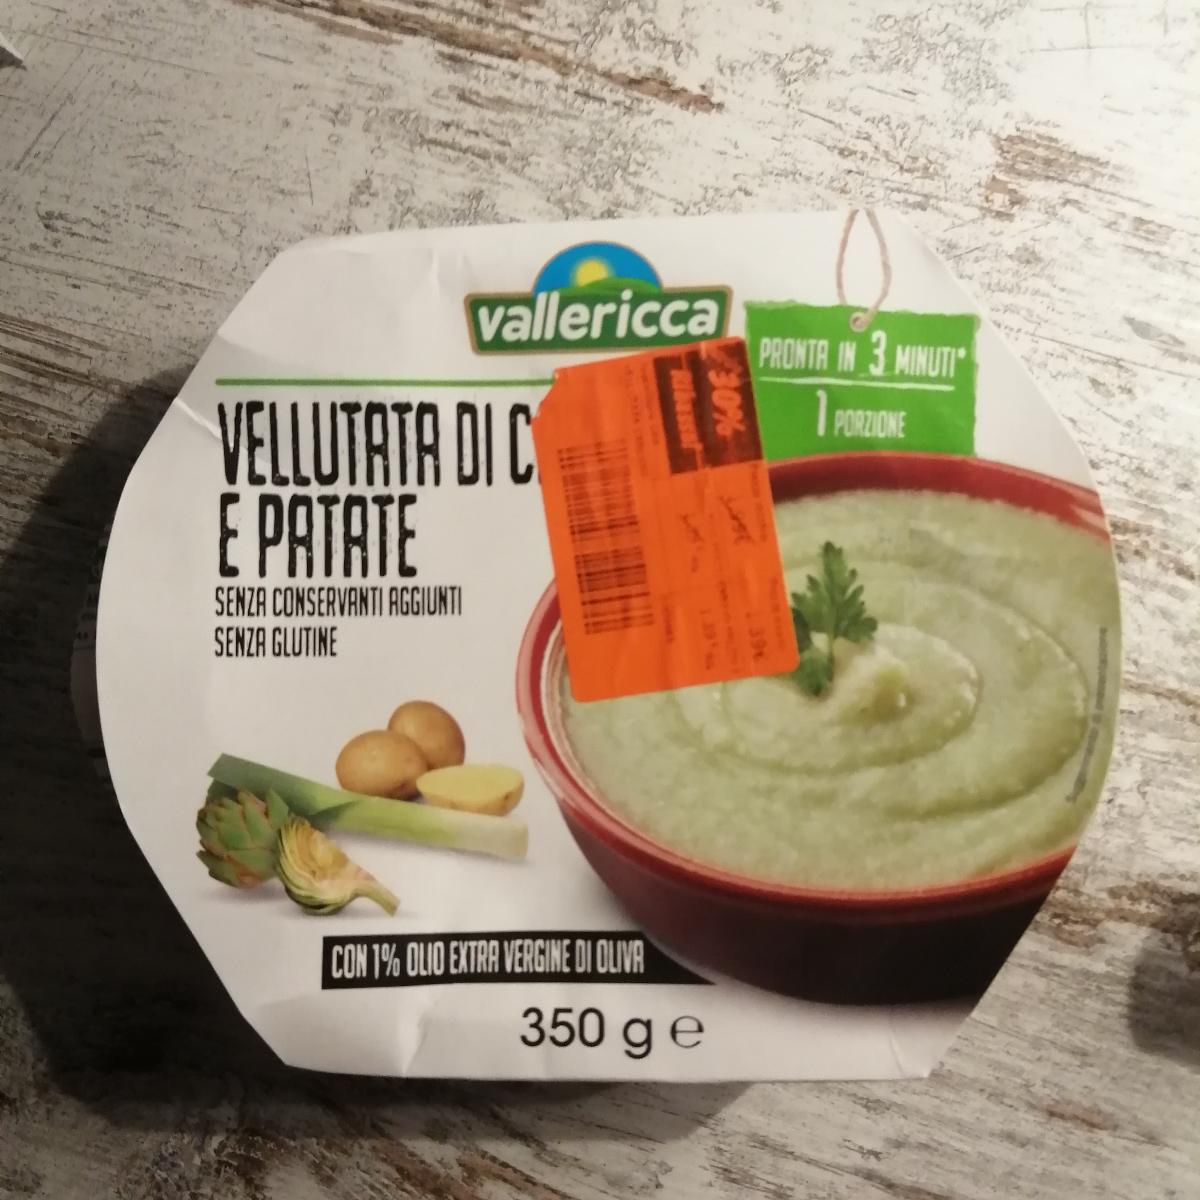 vallericca
PRONTA IN 3 MINUTI*
1 PORZIONE
VELLUTATA DI C
E PATATE
SENZA CONSERVANTI AGGIUNTI
SENZA GLUTINE
-30%
CON 1% OLIO EXTRA VERGINE DI OLIVA
350 g e